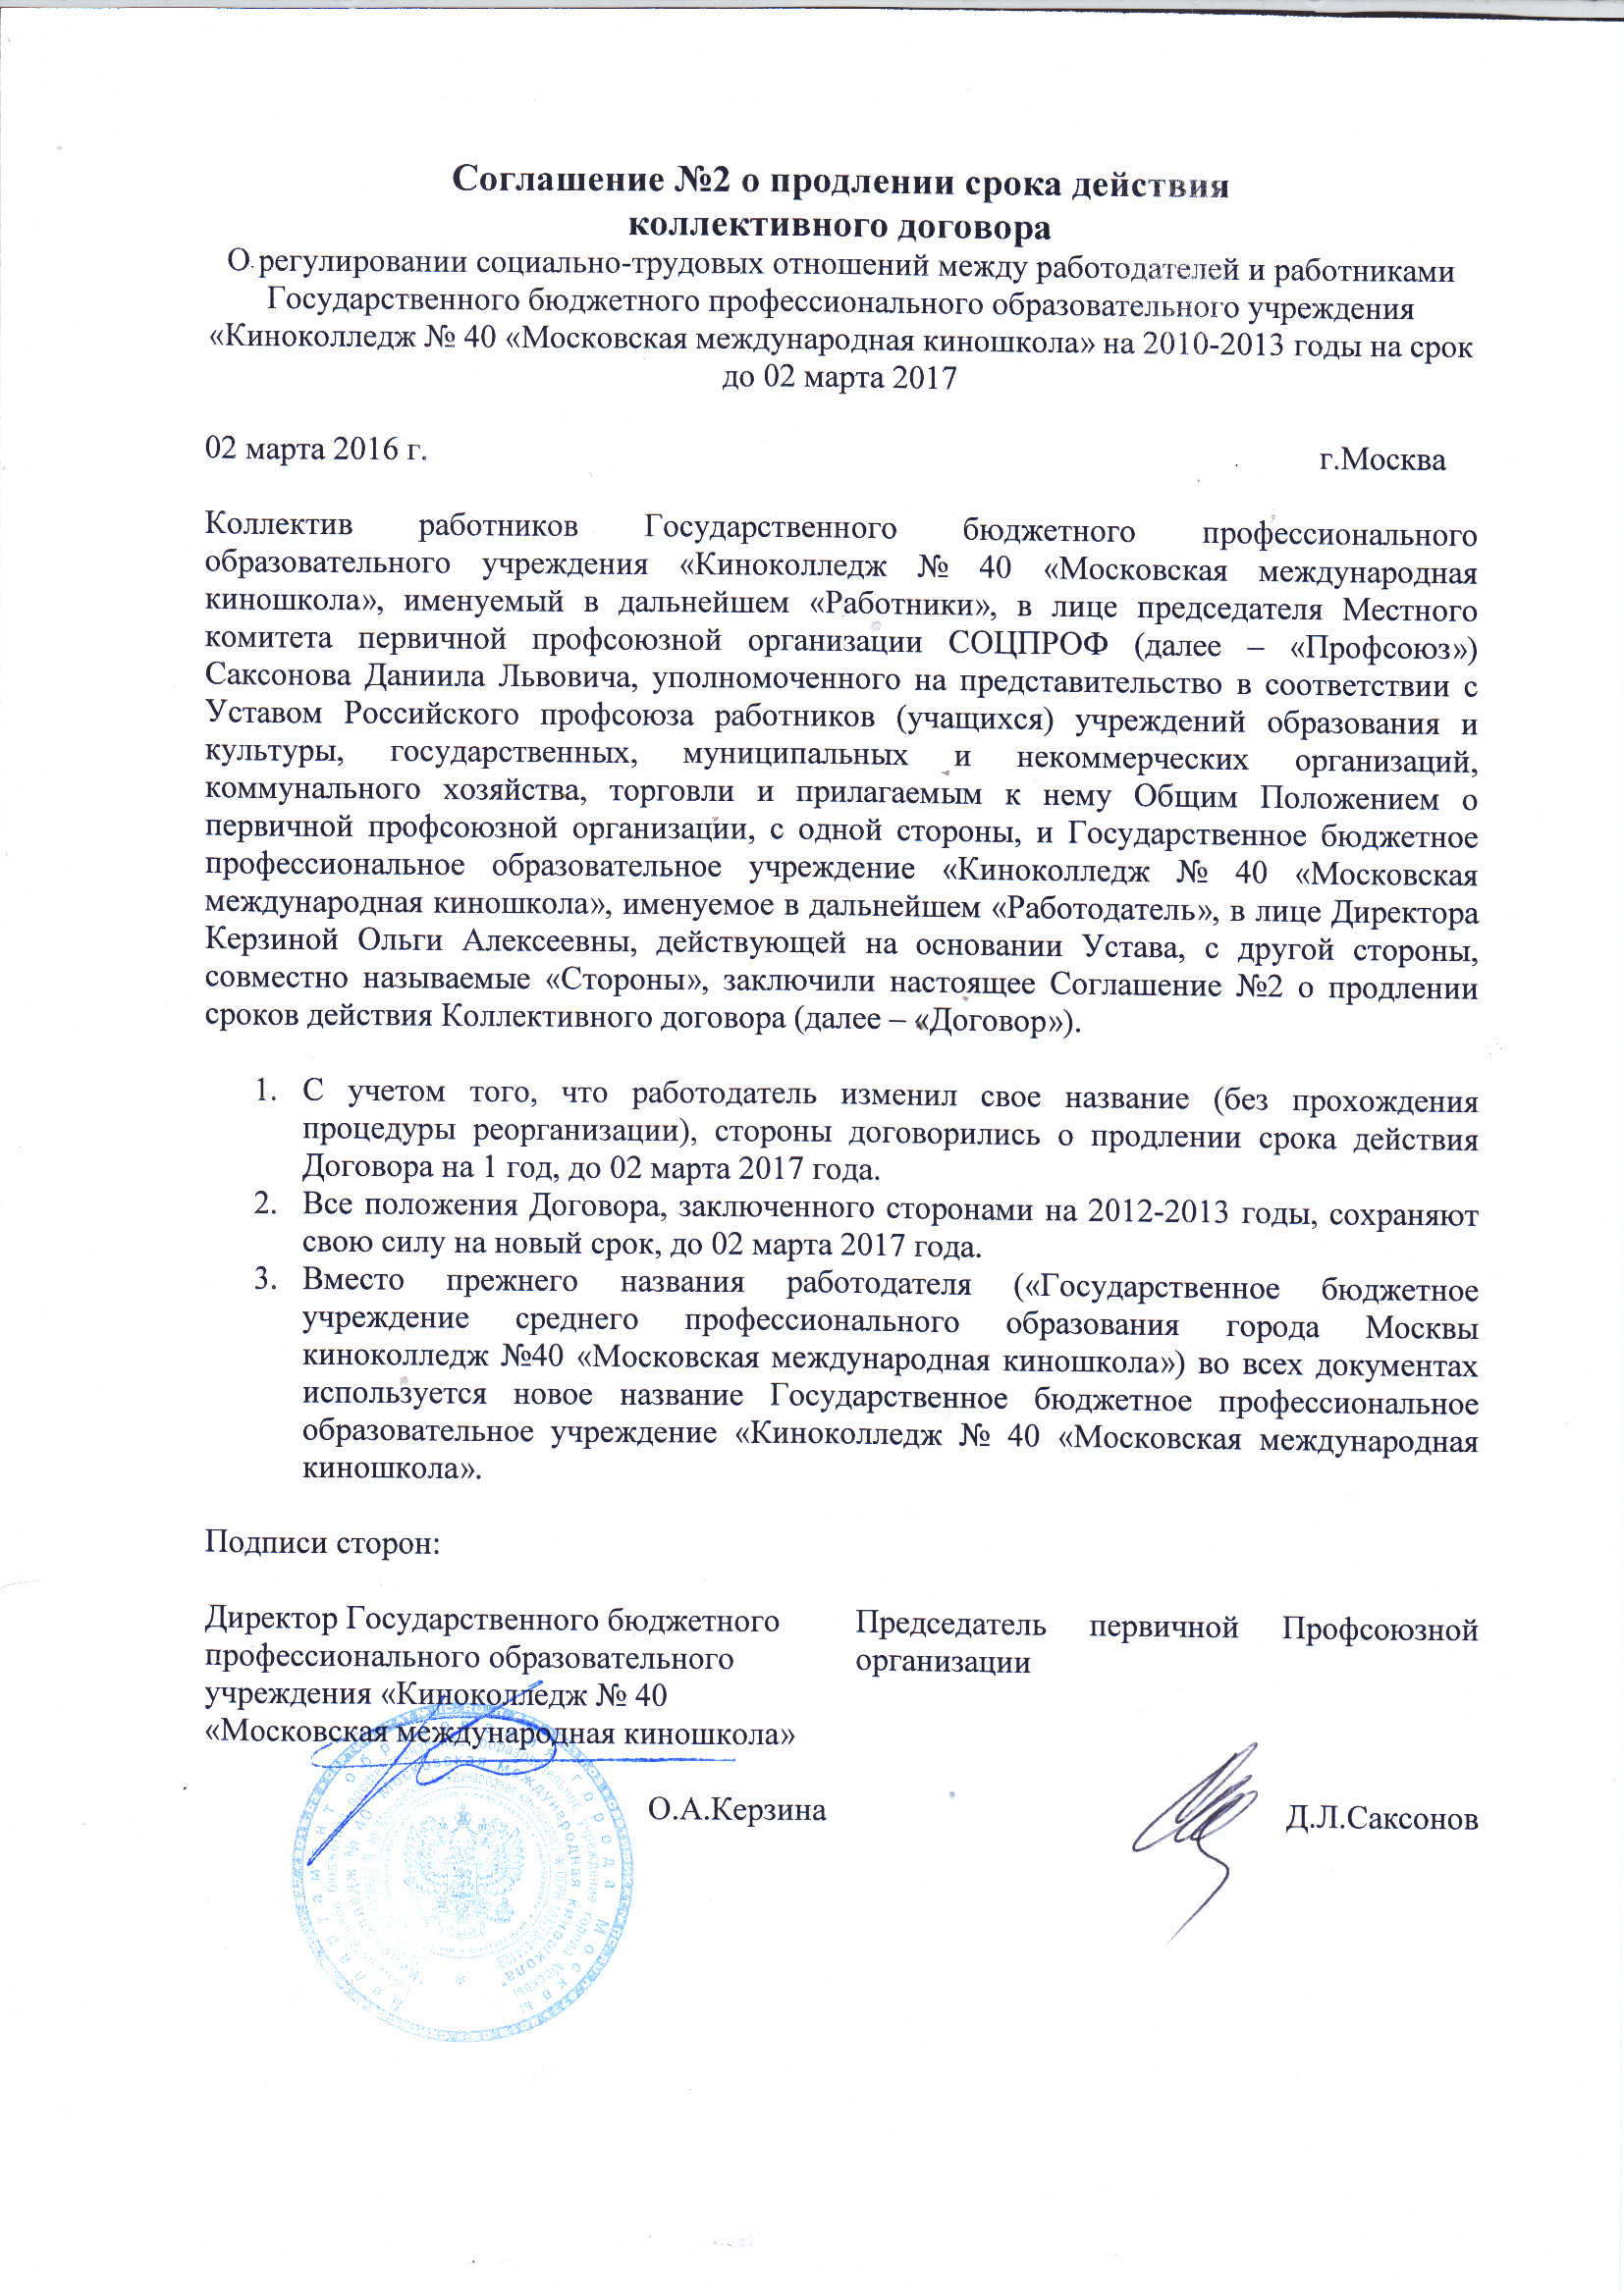 Соглашение №2 о продлении срока действия
коллективного договора
О регулировании социально-трудовых отношений между работодателей и работниками
Государственного бюджетного профессионального образовательного учреждения
«Киноколледж № 40 «Московская международная киношкола» на 2010-2013 годы на срок
до 02 марта 2017
02 марта 2016 г. г.Москва
Коллектив работников Государственного бюджетного профессионального
образовательного учреждения «Киноколледж № 40 «Московская международная
киношкола», именуемый в дальнейшем «Работники», в лице председателя Местного
комитета первичной профсоюзной организации СОЦПРОФ (далее – «Профсоюз»)
Саксонова Даниила Львовича, уполномоченного на представительство в соответствии с
Уставом Российского профсоюза работников (учащихся) учреждений образования и
культуры, государственных, муниципальных и некоммерческих организаций,
коммунального хозяйства, торговли и прилагаемым к нему Общим Положением о
первичной профсоюзной организации, с одной стороны, и Государственное бюджетное
профессиональное образовательное учреждение «Киноколледж № 40 «Московская
международная киношкола», именуемое в дальнейшем «Работодатель», в лице Директора
Керзиной Ольги Алексеевны, действующей на основании Устава, с другой стороны,
совместно называемые «Стороны», заключили настоящее Соглашение №2 о продлении
сроков действия Коллективного договора (далее – «Договор»).
1. С учетом того, что работодатель изменил свое название (без прохождения
процедуры реорганизации), стороны договорились о продлении срока действия
Договора на 1 год, до 02 марта 2017 года.
2. Все положения Договора, заключенного сторонами на 2012-2013 годы, сохраняют
свою силу на новый срок, до 02 марта 2017 года.
3. Вместо прежнего названия работодателя («Государственное бюджетное
учреждение среднего профессионального образования города Москвы
киноколледж №40 «Московская международная киношкола») во всех документах
используется новое название Государственное бюджетное профессиональное
образовательное учреждение «Киноколледж № 40 «Московская международная
киношкола».
Подписи сторон:
Директор Государственного бюджетного
профессионального образовательного
учреждения «Киноколледж № 40
«Московская международная киношкола»
О.А.Керзина
Председатель первичной Профсоюзной
организации
Д.Л.Саксонов
Департамент образования города Москвы